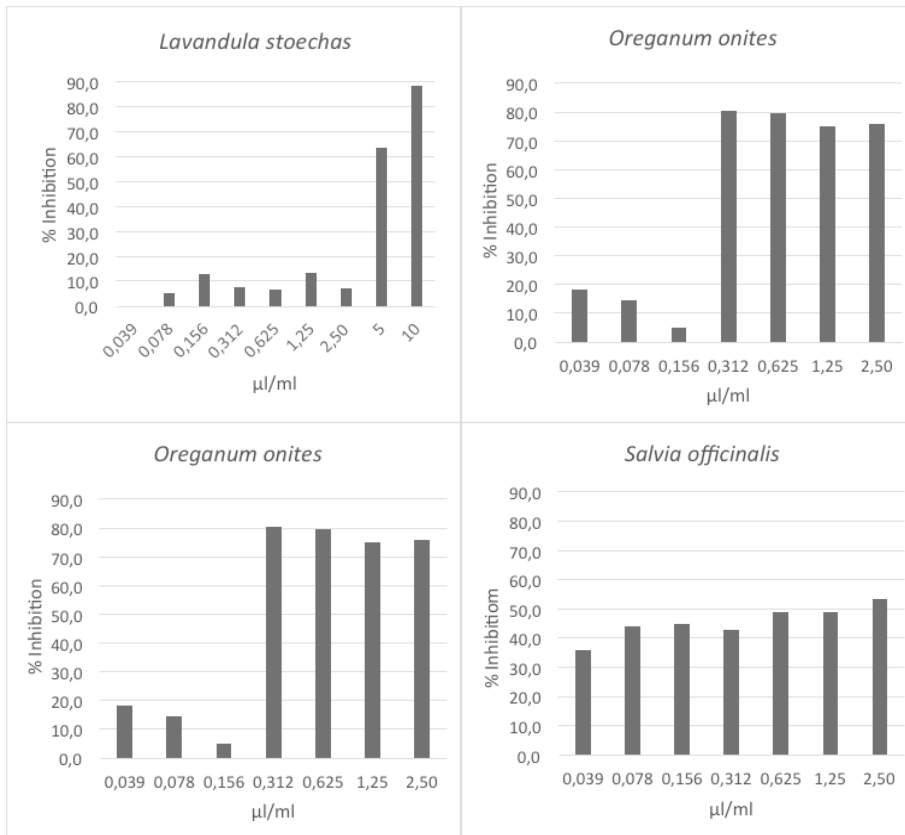 Lavandula stoechas
% Inhibition
90,0
80,0
70,0
60,0
50,0
40,0
30,0
20,0
10,0
0,0
0,039 0,078 0,156 0,312 0,625 1,25 2,50 5 10
µl/ml
Oreganum onites
% Inhibition
90,0
80,0
70,0
60,0
50,0
40,0
30,0
20,0
10,0
0,0
0,039 0,078 0,156 0,312 0,625 1,25 2,50
µl/ml
Oreganum onites
% Inhibition
90,0
80,0
70,0
60,0
50,0
40,0
30,0
20,0
10,0
0,0
0,039 0,078 0,156 0,312 0,625 1,25 2,50
µl/ml
Salvia officinalis
% Inhibitiom
90,0
80,0
70,0
60,0
50,0
40,0
30,0
20,0
10,0
0,0
0,039 0,078 0,156 0,312 0,625 1,25 2,50
µl/ml